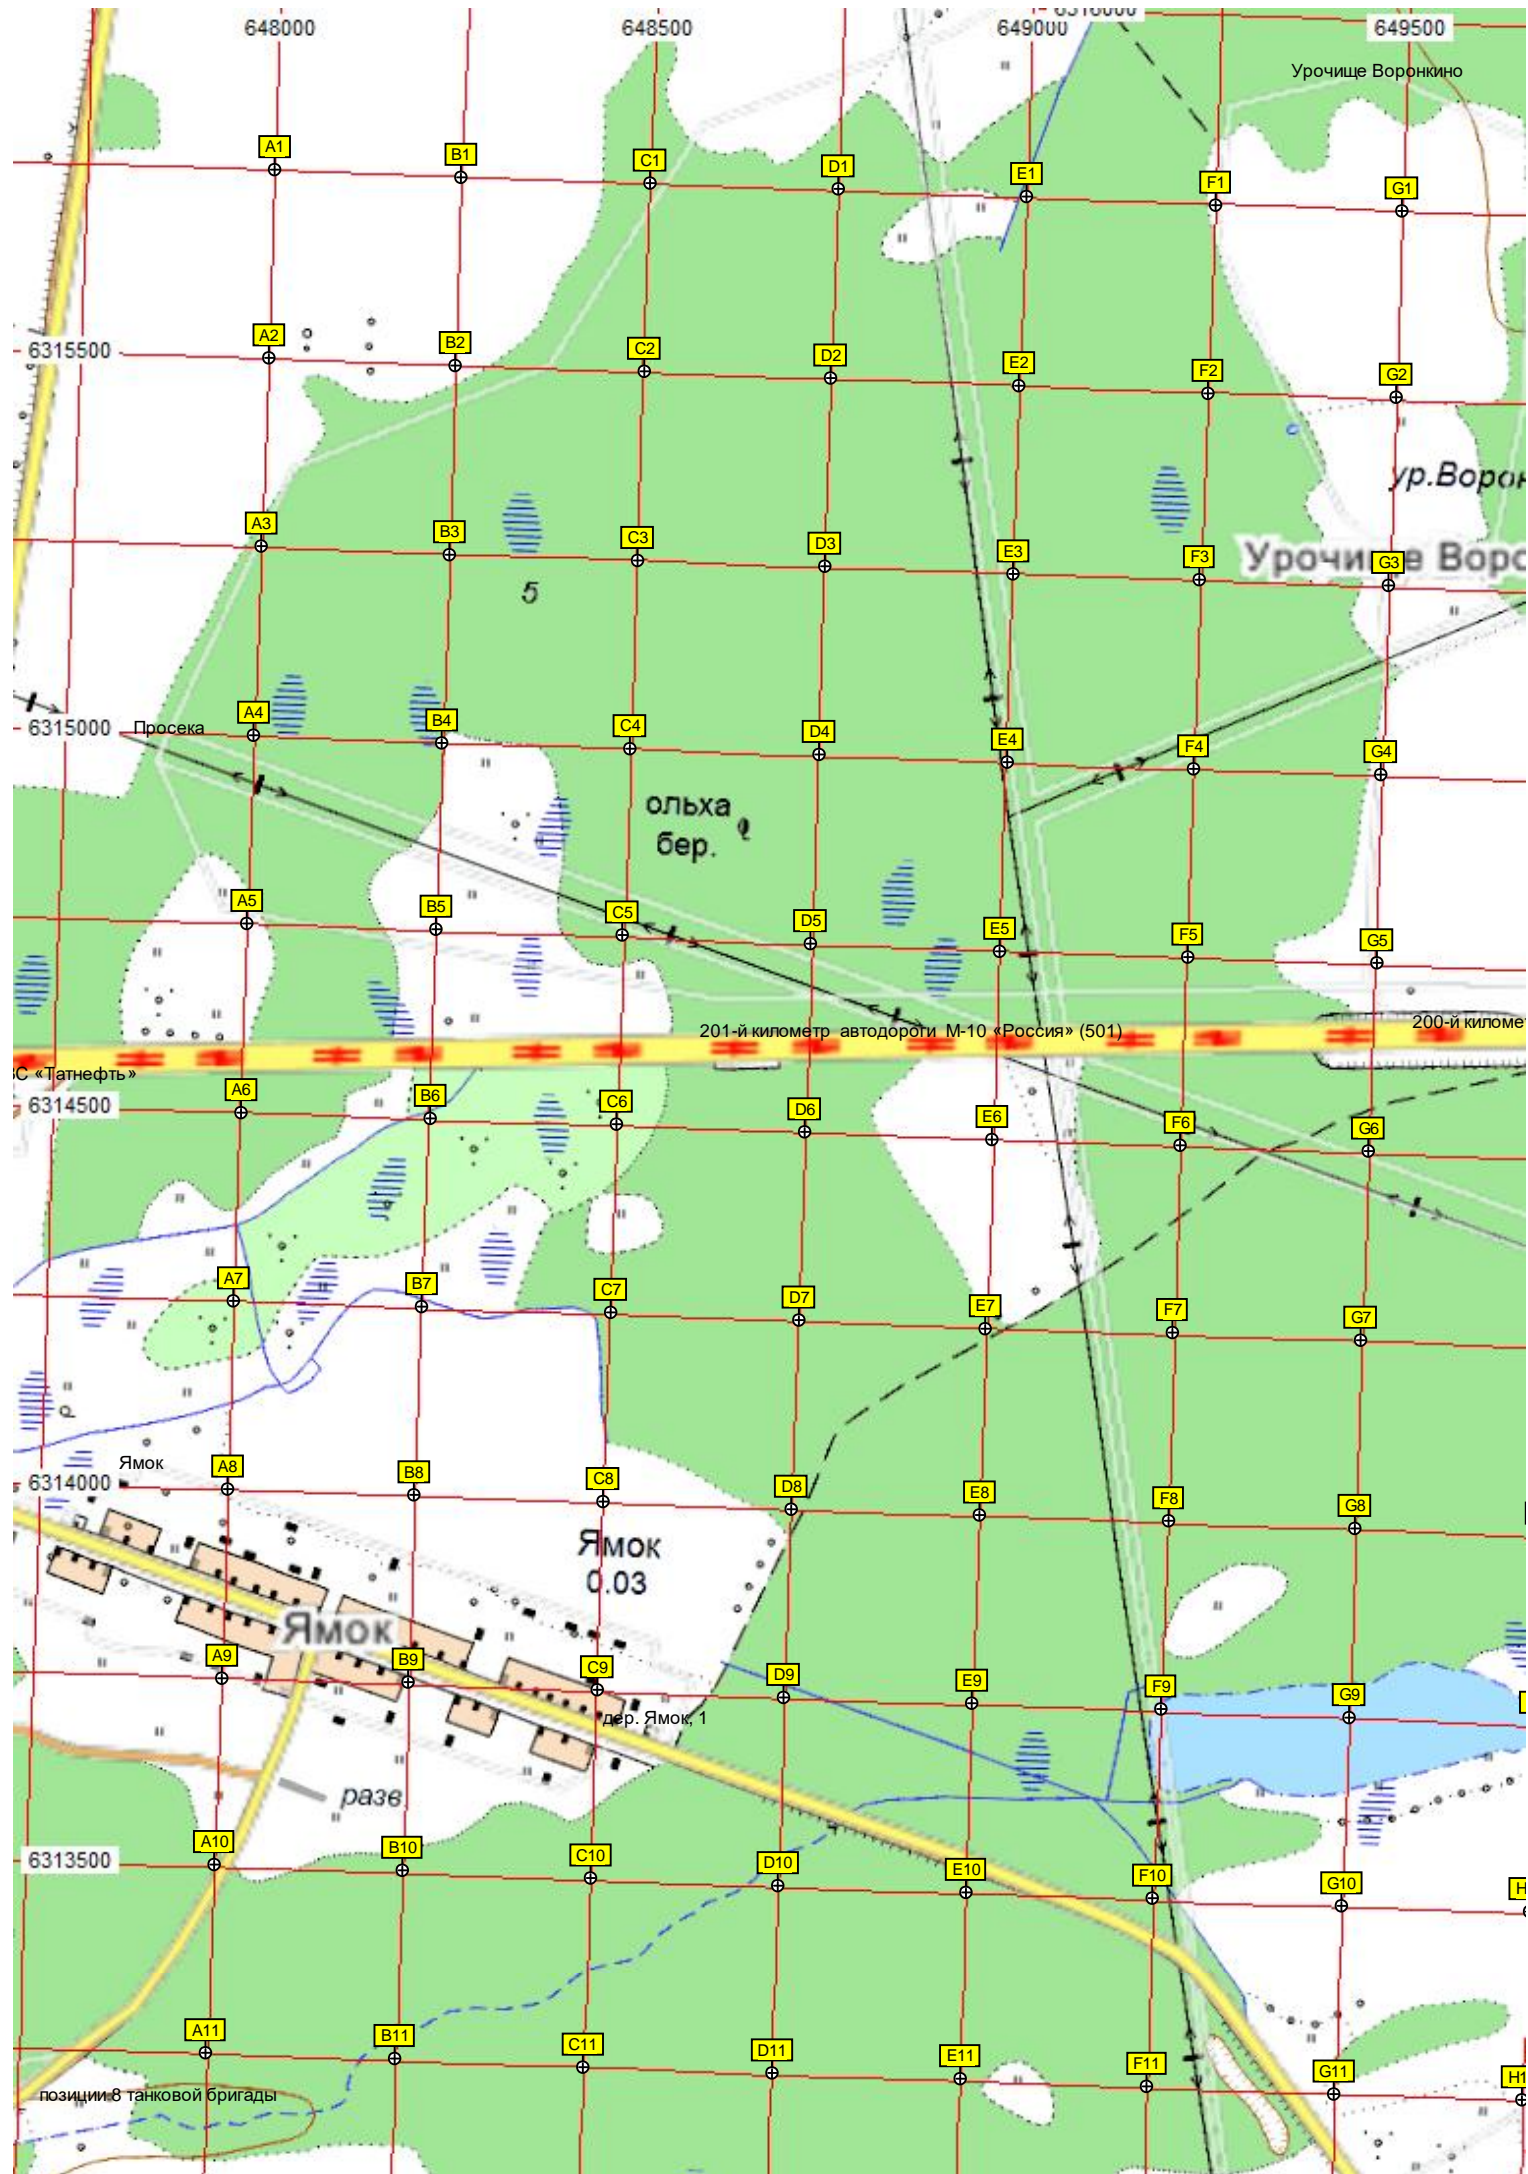 648000 648500 649000 6316000 649500
Урочище Воронкино
A1 B1 C1 D1 E1 F1 G1
6315500
A2 B2 C2 D2 E2 F2 G2
ур.Ворон
A3 B3 C3 D3 E3 F3 G3
Урочище Воро
5
6315000
Просека
A4 B4 C4 D4 E4 F4 G4
ольха
бер.
A5 B5 C5 D5 E5 F5 G5
201-й километр автодороги М-10 «Россия» (501)
200-й киломе
ЗС «Татнефть»
6314500
A6 B6 C6 D6 E6 F6 G6
A7 B7 C7 D7 E7 F7 G7
6314000
Ямок
A8 B8 C8 D8 E8 F8 G8
Ямок
0.03
Ямок
A9 B9 C9 D9 E9 F9 G9
дер. Ямок, 1
разв
6313500
A10 B10 C10 D10 E10 F10 G10 H
A11 B11 C11 D11 E11 F11 G11 H1
позиции 8 танковой бригады